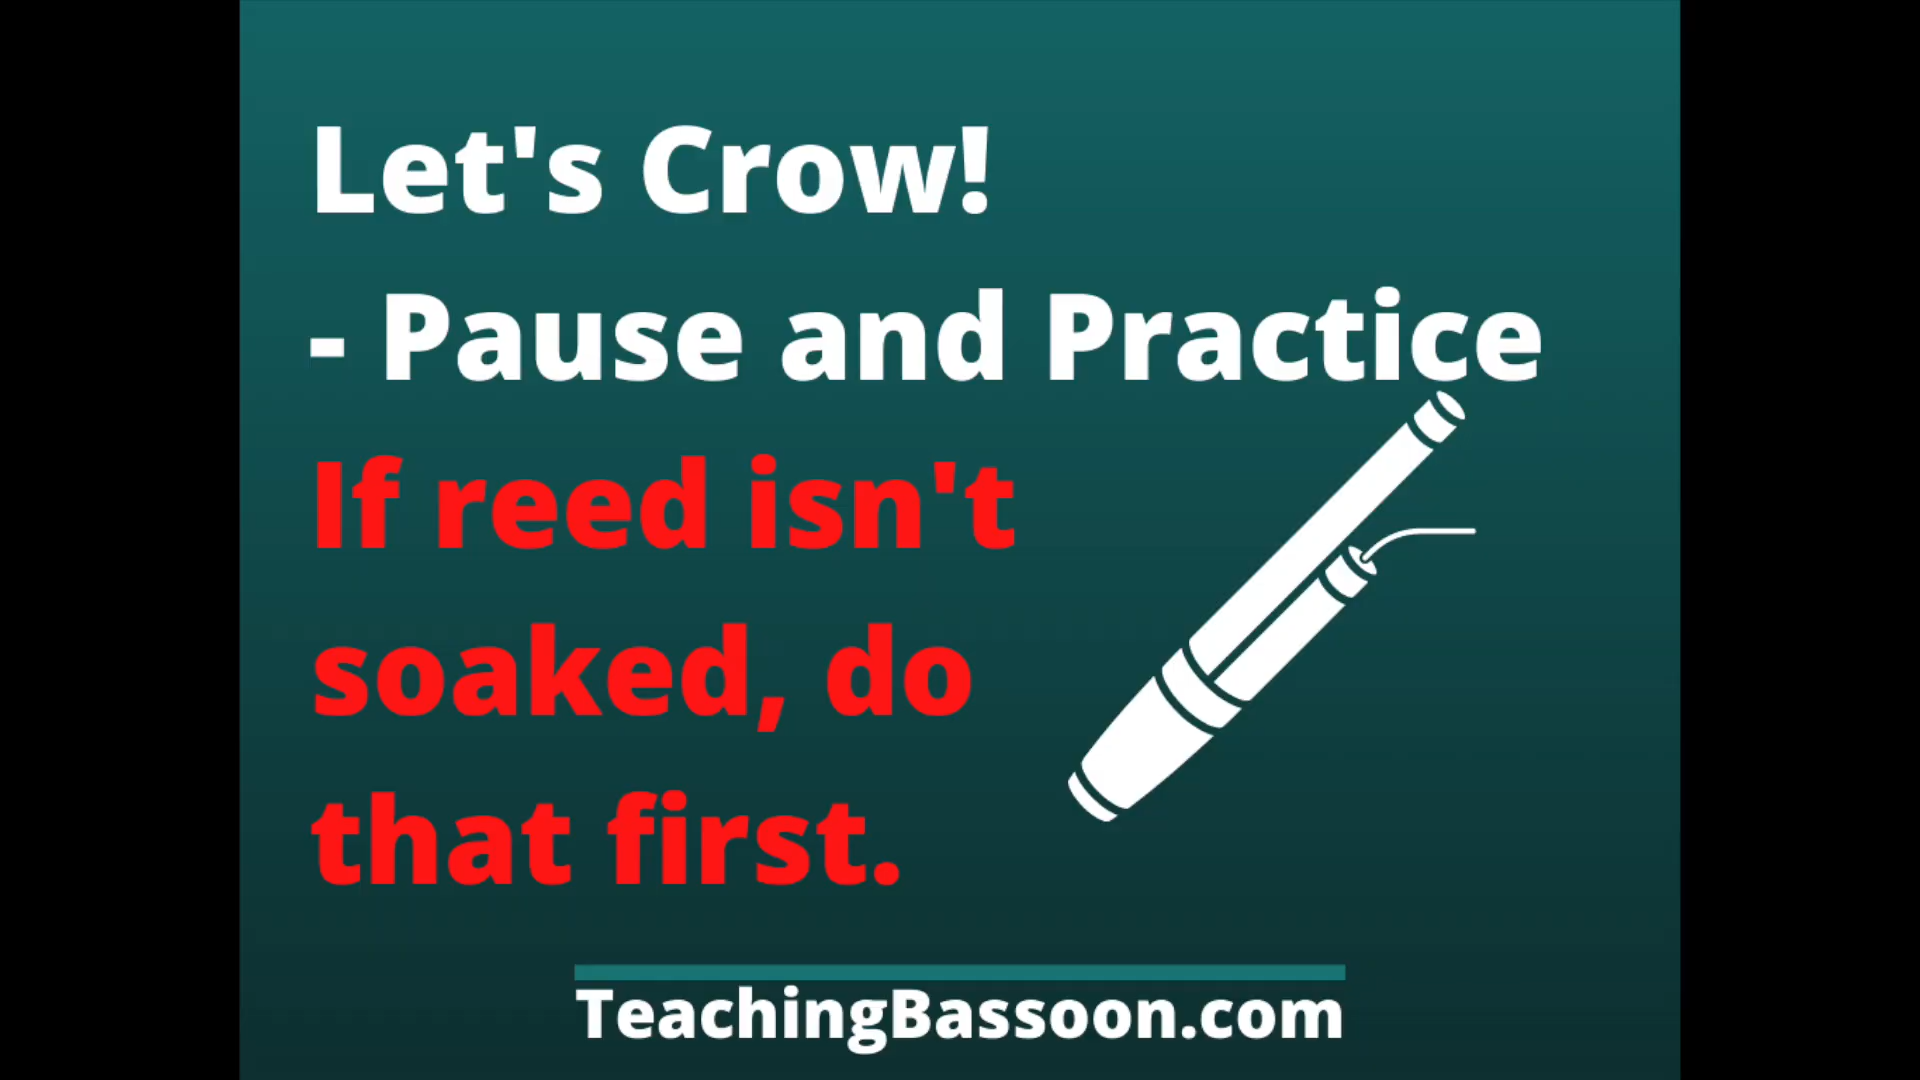 Let's Crow!
- Pause and Practice
If reed isn't
soaked, do
that first.
TeachingBassoon.com